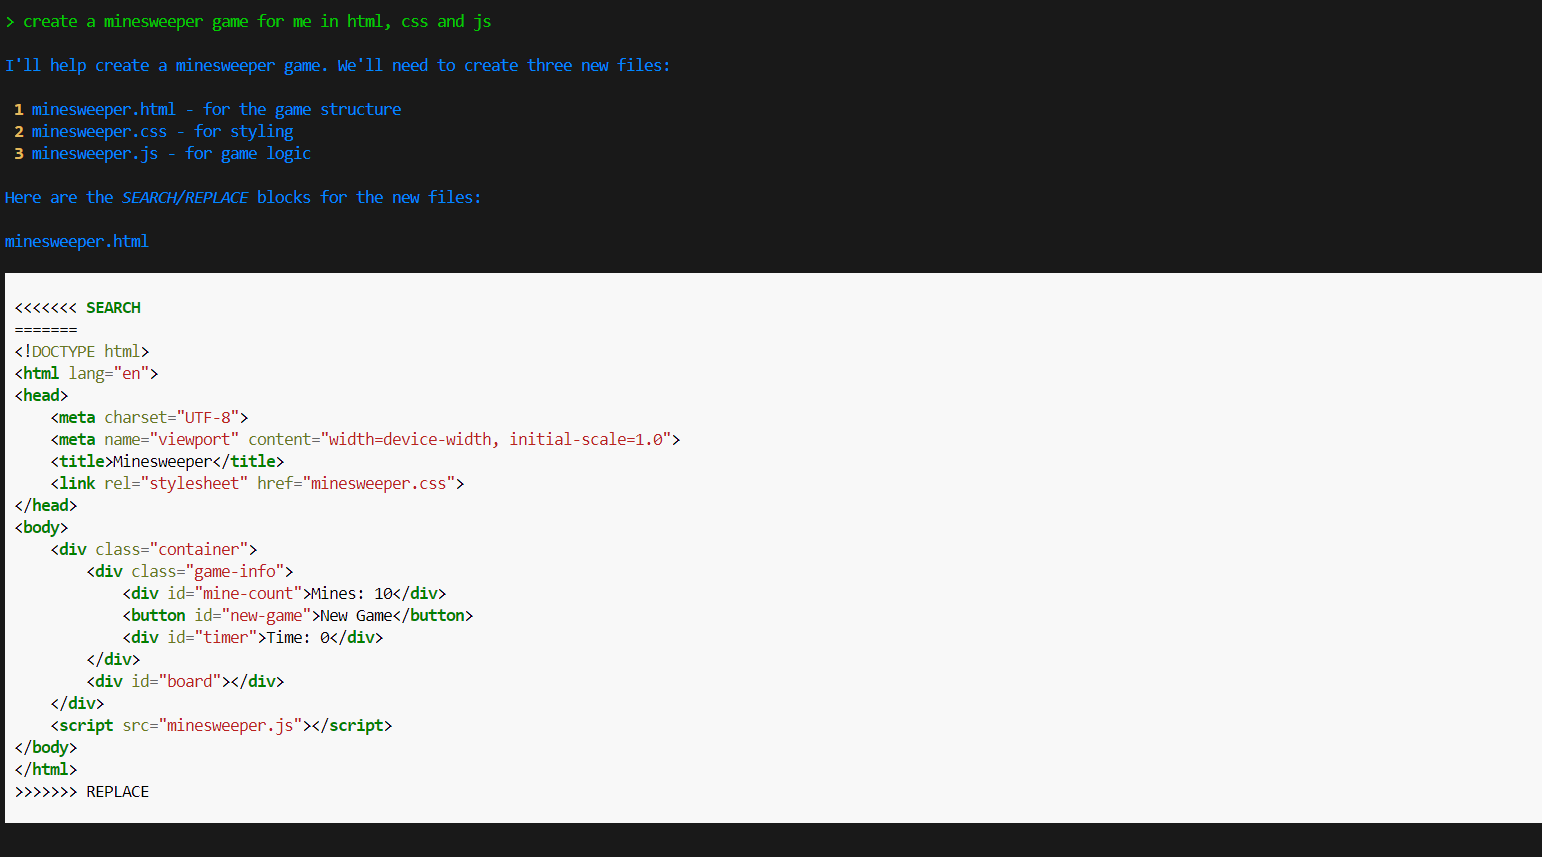 > create a minesweeper game for me in html, css and js
I'll help create a minesweeper game. We'll need to create three new files:
1 minesweeper.html - for the game structure
2 minesweeper.css - for styling
3 minesweeper.js - for game logic
Here are the SEARCH/REPLACE blocks for the new files:
minesweeper.html
<<<<<<< SEARCH
=======
<!DOCTYPE html>
<html lang="en">
<head>
    <meta charset="UTF-8">
    <meta name="viewport" content="width=device-width, initial-scale=1.0">
    <title>Minesweeper</title>
    <link rel="stylesheet" href="minesweeper.css">
</head>
<body>
    <div class="container">
        <div class="game-info">
            <div id="mine-count">Mines: 10</div>
            <button id="new-game">New Game</button>
            <div id="timer">Time: 0</div>
        </div>
        <div id="board"></div>
    </div>
    <script src="minesweeper.js"></script>
</body>
</html>
>>>>>>> REPLACE